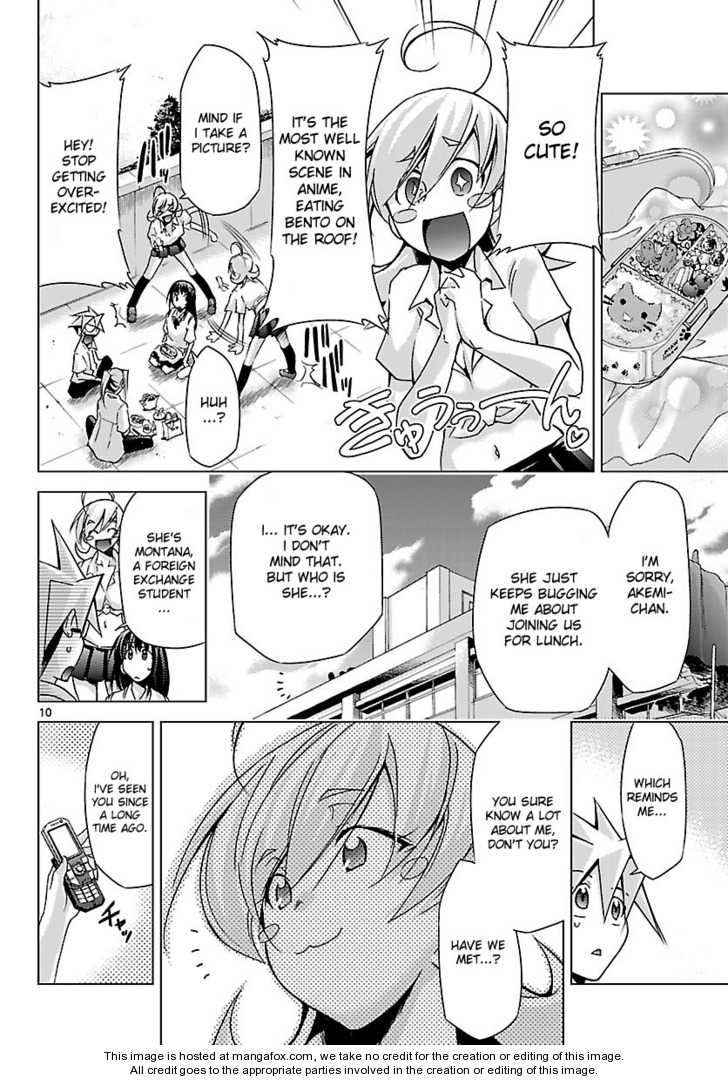 SO
CUTE!
IT'S THE
MOST WELL
KNOWN
SCENE IN
ANIME,
EATING
BENTO ON
THE ROOF!
MIND IF
I TAKE A
PICTURE?
HEY!
STOP
GETTING
OVER-
EXCITED!
HUH
...?
きゅうぅーん♡
I'M
SORRY,
AKEMI-
CHAN.
SHE JUST
KEEPS BUGGING
ME ABOUT
JOINING US
FOR LUNCH.
I... IT'S OKAY.
I DON'T
MIND THAT.
BUT WHO IS
SHE...?
SHE'S
MONTANA,
A FOREIGN
EXCHANGE
STUDENT
...
10
WHICH
REMINDS
ME...
YOU SURE
KNOW A LOT
ABOUT ME,
DON'T YOU?
HAVE WE
MET...?
OH,
I'VE SEEN
YOU SINCE
A LONG
TIME AGO.
This image is hosted at mangafox.com, we take no credit for the creation or editing of this image.
All credit goes to the appropriate parties involved in the creation or editing of this image.